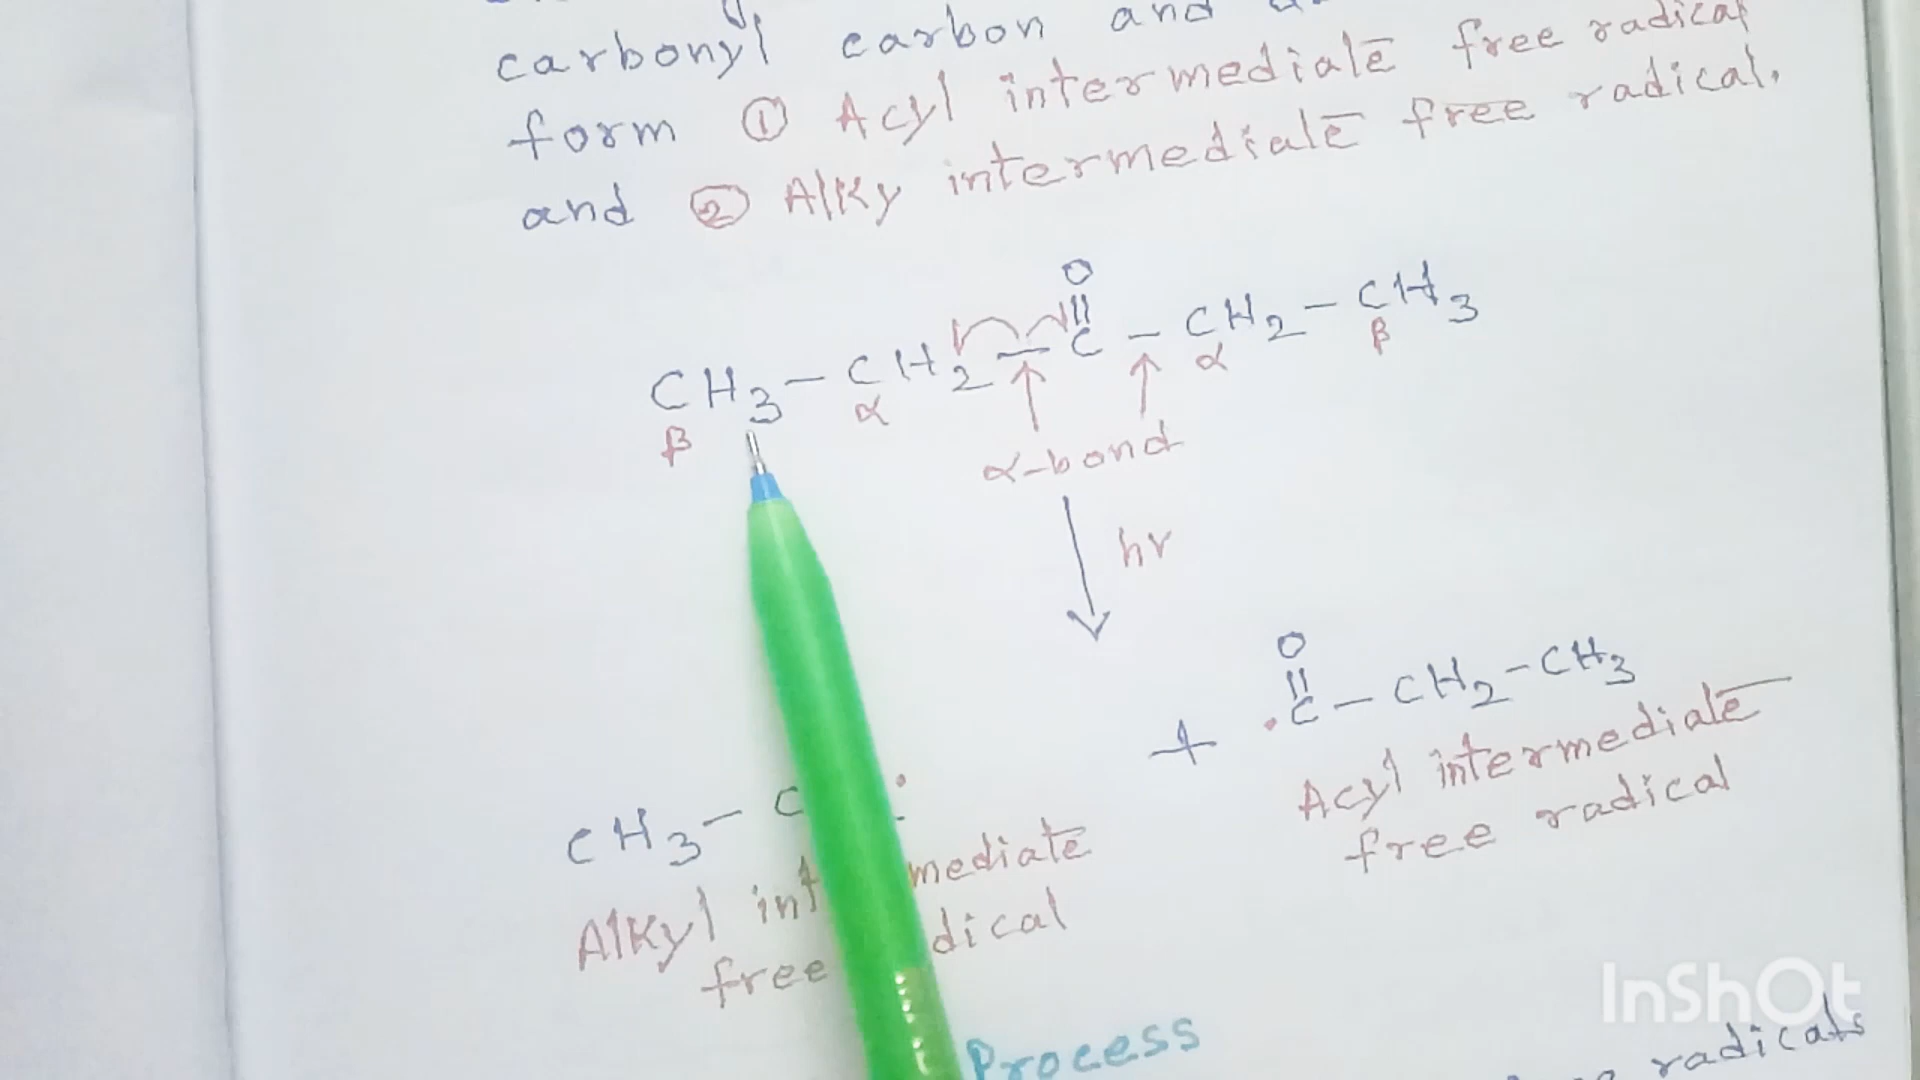 carbonyl carbon and
form ① Acyl intermediate free radical
and ② Alky intermediate free radical.
O
||
CH3 – CH2 – C – CH2 – CH3
β α α β
α-bond
hν
O
||
CH3 – C + .C – CH2 – CH3
Alkyl int mediate Acyl intermediate
free dical free radical
Process
radicals
InShOt